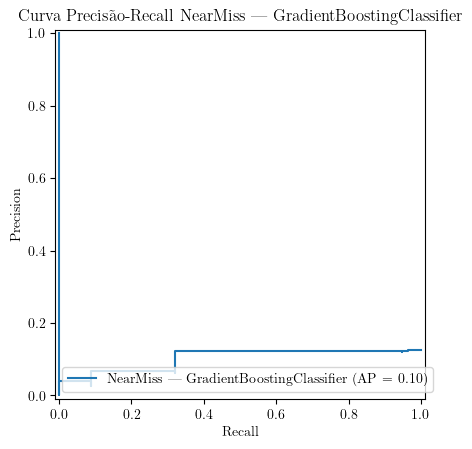 Curva Precisão-Recall NearMiss — GradientBoostingClassifier
1.0
0.8
0.6
0.4
0.2
0.0
Precision
NearMiss — GradientBoostingClassifier (AP = 0.10)
0.0 0.2 0.4 0.6 0.8 1.0
Recall